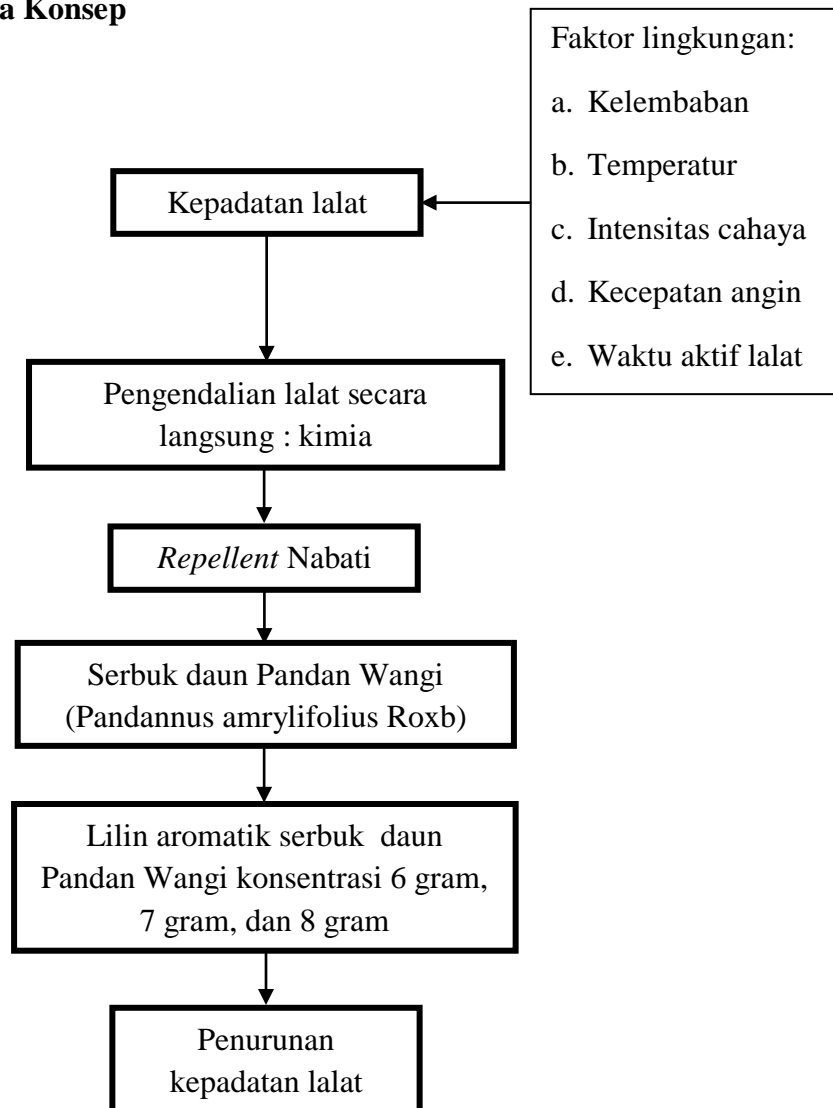 a Konsep
Faktor lingkungan:
a. Kelembaban
b. Temperatur
c. Intensitas cahaya
d. Kecepatan angin
e. Waktu aktif lalat
Kepadatan lalat
Pengendalian lalat secara
langsung : kimia
Repellent Nabati
Serbuk daun Pandan Wangi
(Pandannus amrylifolius Roxb)
Lilin aromatik serbuk daun
Pandan Wangi konsentrasi 6 gram,
7 gram, dan 8 gram
Penurunan
kepadatan lalat